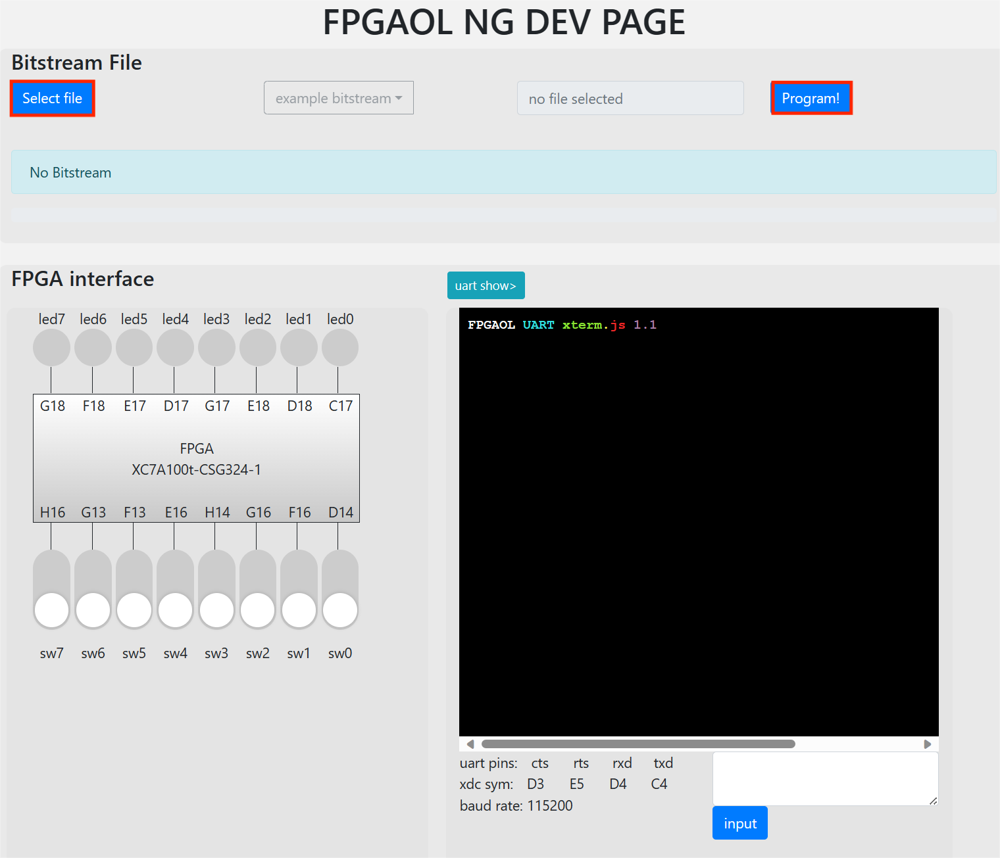 FPGAOL NG DEV PAGE
Bitstream File
Select file example bitstream no file selected Program!
No Bitstream
FPGA interface
uart show>
led7 led6 led5 led4 led3 led2 led1 led0
G18 F18 E17 D17 G17 E18 D18 C17
FPGA
XC7A100t-CSG324-1
H16 G13 F13 E16 H14 G16 F16 D14
sw7 sw6 sw5 sw4 sw3 sw2 sw1 sw0
FPGAOL UART xterm.js 1.1
uart pins: cts rts rxd txd
xdc sym: D3 E5 D4 C4
baud rate: 115200
input